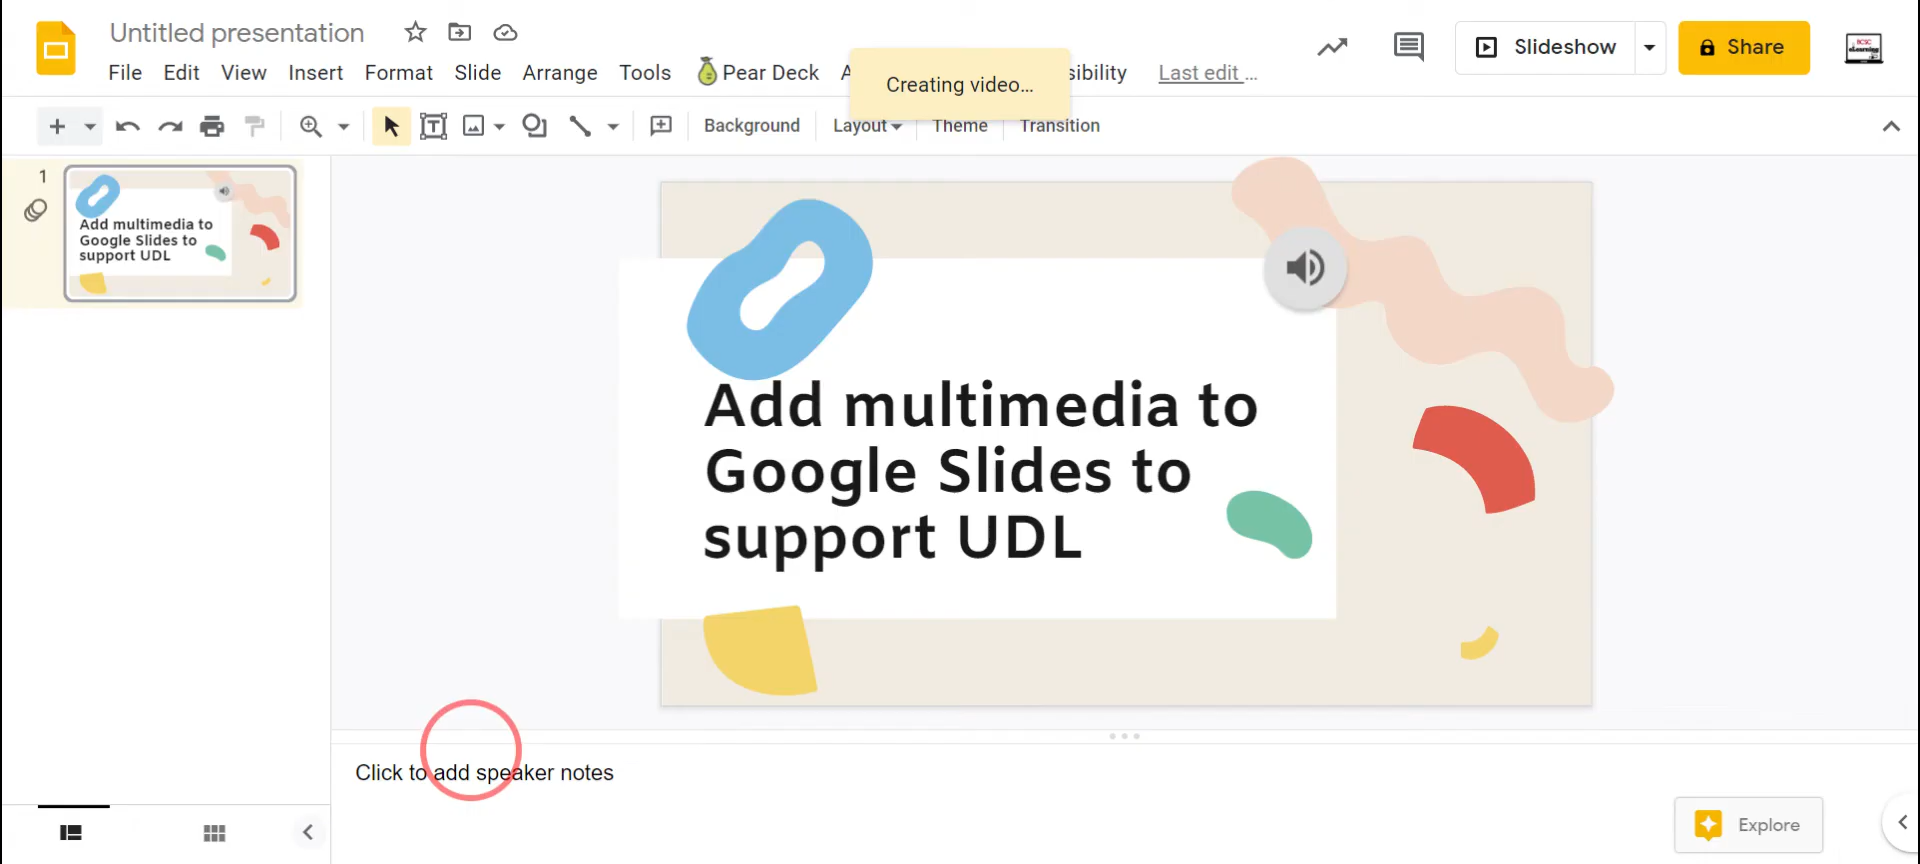 Untitled presentation
File Edit View Insert Format Slide Arrange Tools Pear Deck
Creating video...
Last edit ...
Slideshow
Share
Background Layout Theme Transition
1
Add multimedia to
Google Slides to
support UDL
Add multimedia to
Google Slides to
support UDL
Click to add speaker notes
Explore